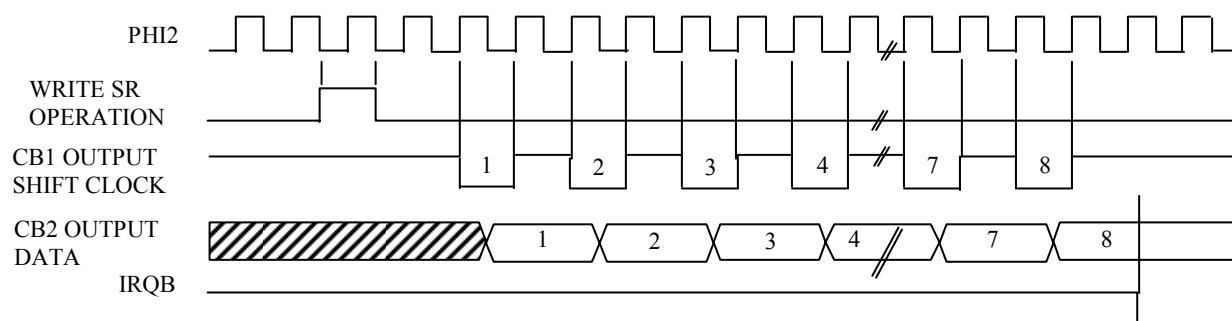 PHI2
WRITE SR
OPERATION
CB1 OUTPUT
SHIFT CLOCK
1 2 3 4 7 8
CB2 OUTPUT
DATA
1 2 3 4 7 8
IRQB